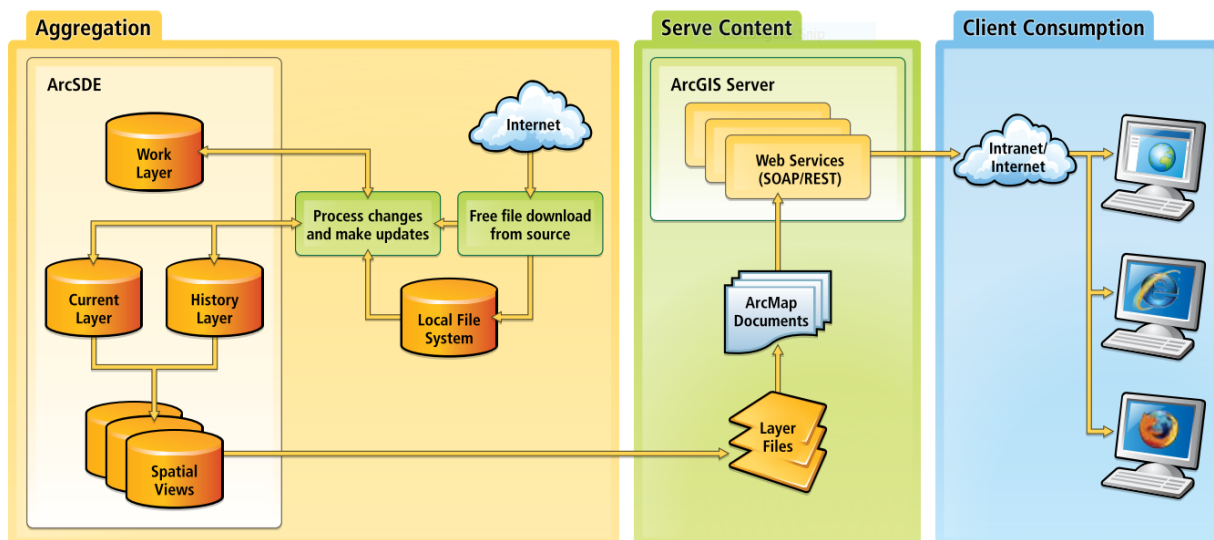 Aggregation
ArcSDE
Work
Layer
Internet
Process changes
and make updates
Free file download
from source
Current
Layer
History
Layer
Local File
System
Spatial
Views
Serve Content
ArcGIS Server
Web Services
(SOAP/REST)
ArcMap
Documents
Layer
Files
Client Consumption
Intranet/
Internet